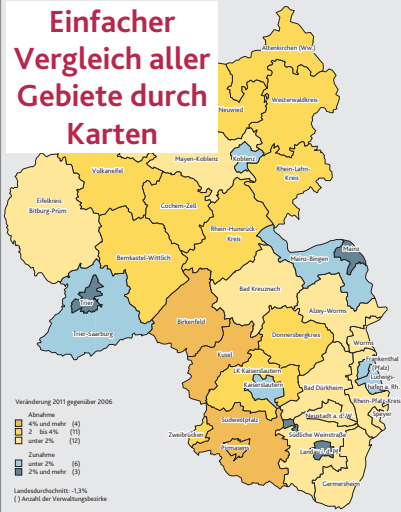 Einfacher
Vergleich aller
Gebiete durch
Karten
Altenkirchen (Ww.)
Neuwied
Westerwaldkreis
Mayen-Koblenz
Koblenz
Vulkaneifel
Rhein-Lahn-
Kreis
Eifelkreis
Bitburg-Prüm
Cochem-Zell
Rhein-Hunsrück-
Kreis
Bernkastel-Wittlich
Mainz
Mainz-Bingen
Bad Kreuznach
Trier
Alzey-Worms
Birkenfeld
Trier-Saarburg
Donnersbergkreis
Worms
Kusel
Frankenthal
(Pfalz)
LK Kaiserslautern
Ludwigs-
hafen a. Rh.
Kaiserslautern
Bad Dürkheim
Rhein-Pfalz-Kreis
Veränderung 2011 gegenüber 2006
Abnahme
4% und mehr (4)
2 bis 4% (11)
unter 2% (12)
Zunahme
unter 2% (6)
2% und mehr (3)
Landesdurchschnitt: -1,3%
( ) Anzahl der Verwaltungsbezirke
Speyer
Neustadt a. d. W.
Südwestpfalz
Zweibrücken
Südliche Weinstraße
Pirmasens
Landau i. d. Pf.
Germersheim